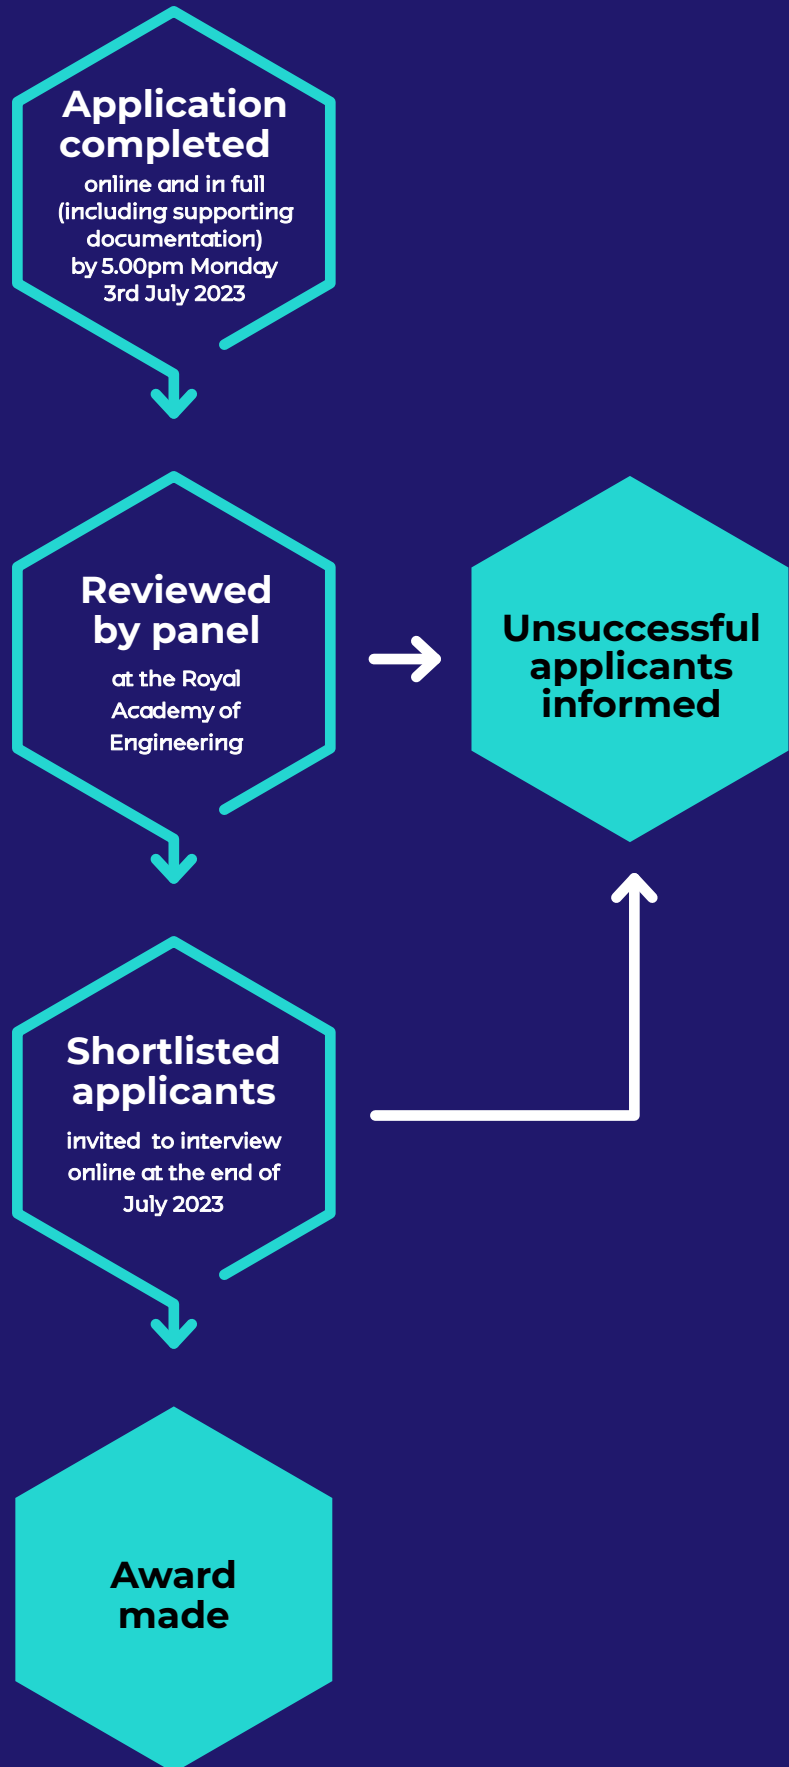 Application
completed
online and in full
(including supporting
documentation)
by 5.00pm Monday
3rd July 2023
Reviewed
by panel
at the Royal
Academy of
Engineering
Unsuccessful
applicants
informed
Shortlisted
applicants
invited to interview
online at the end of
July 2023
Award
made